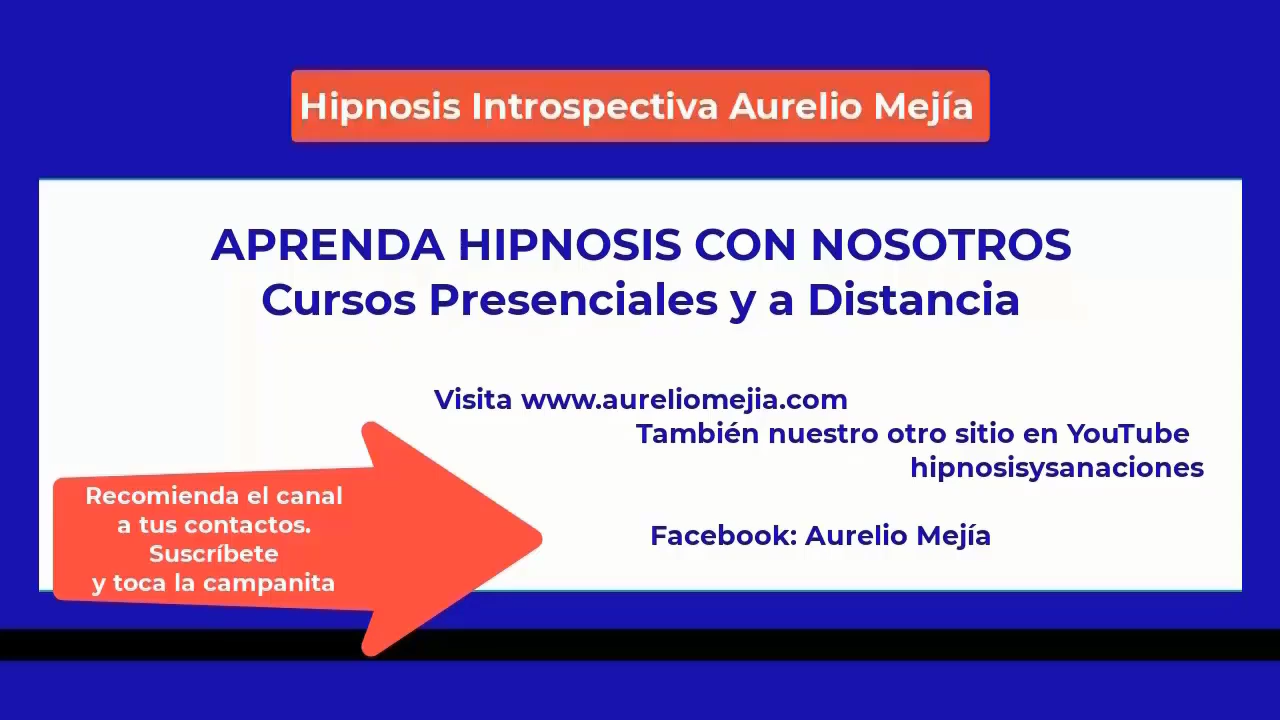 Hipnosis Introspectiva Aurelio Mejía
APRENDA HIPNOSIS CON NOSOTROS
Cursos Presenciales y a Distancia
Visita www.aureliomejia.com
También nuestro otro sitio en YouTube
hipnosisysanaciones
Facebook: Aurelio Mejía
Recomienda el canal
a tus contactos.
Suscríbete
y toca la campanita